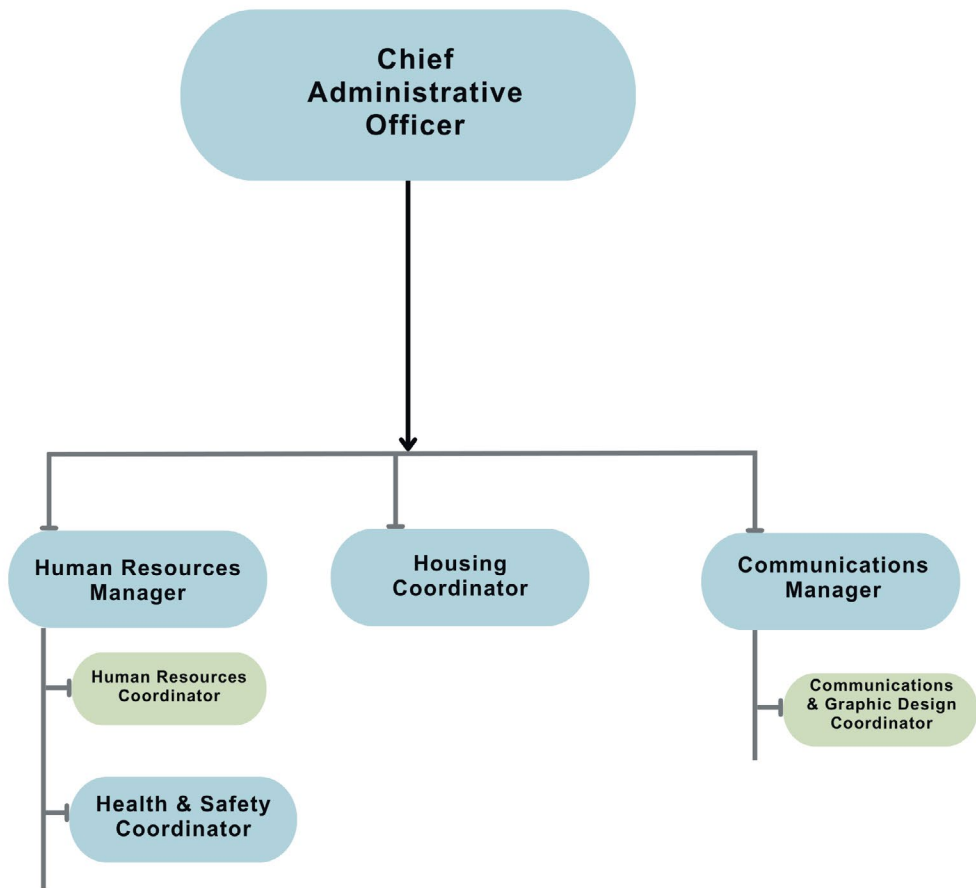 Chief
Administrative
Officer
Human Resources
Manager
Housing
Coordinator
Communications
Manager
Human Resources
Coordinator
Communications
& Graphic Design
Coordinator
Health & Safety
Coordinator